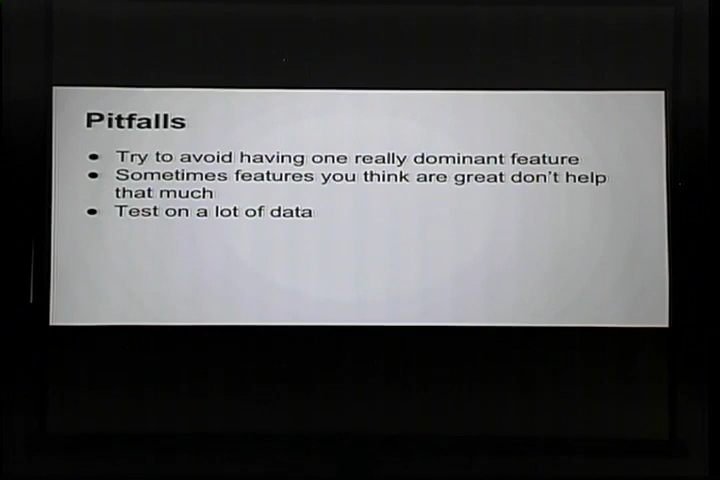 Pitfalls
● Try to avoid having one really dominant feature
● Sometimes features you think are great don't help
that much
● Test on a lot of data